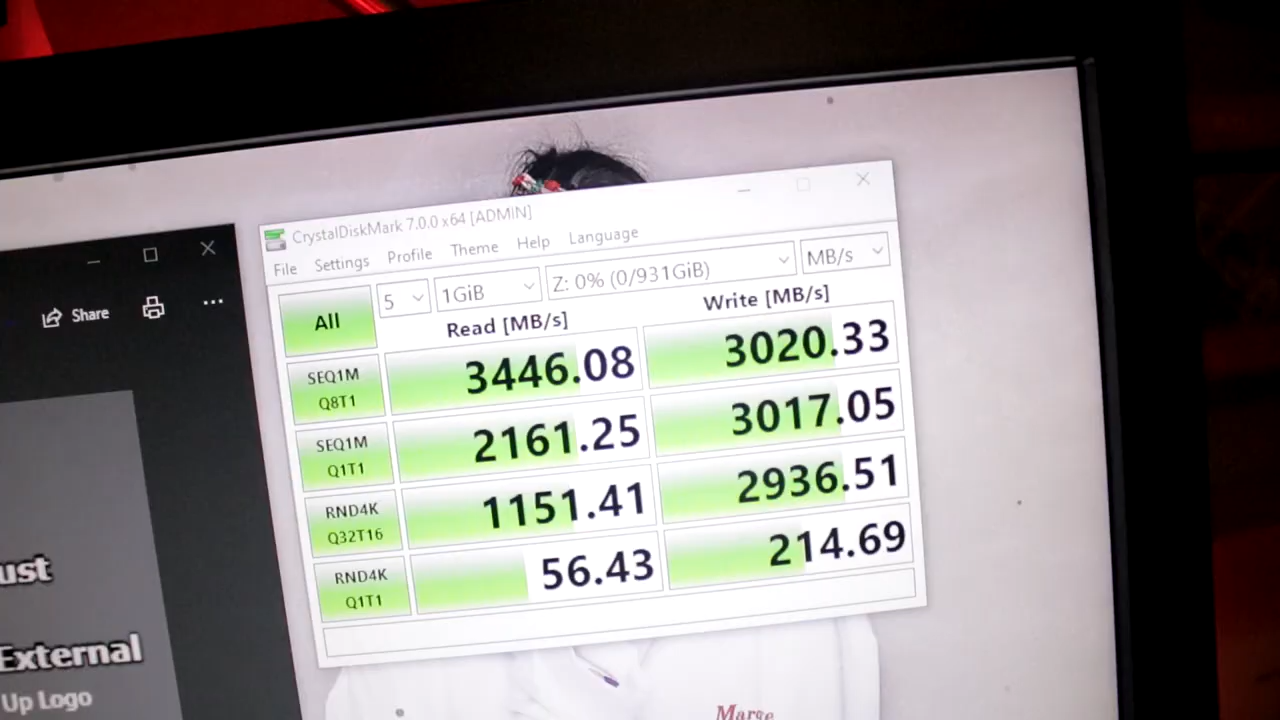 CrystalDiskMark 7.0.0 x64 [ADMIN]
File Settings Profile Theme Help Language
All 5 1GiB Z: 0% (0/931GiB) MB/s
Read [MB/s] Write [MB/s]
SEQ1M Q8T1 3446.08 3020.33
SEQ1M Q1T1 2161.25 3017.05
RND4K Q32T16 1151.41 2936.51
RND4K Q1T1 56.43 214.69
Share
ust
External
Up Logo
Marge